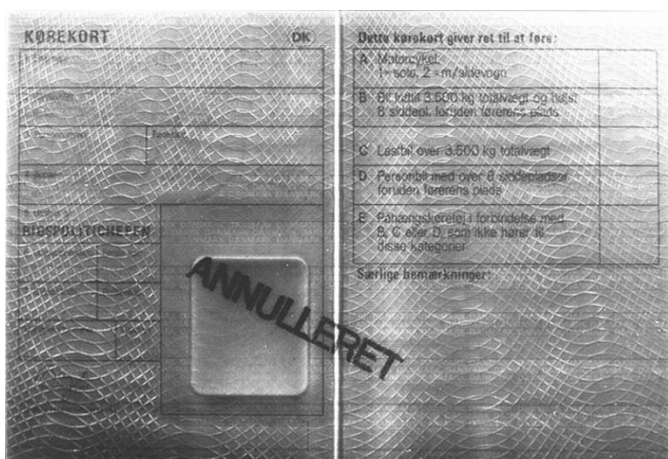 KØREKORT
DK
RIGSPOLITICHEFEN
ANNULLERET
Dette kørekort giver ret til at føre:
A Motorcykel:
1 = solo, 2 = m/sidevogn
B Bil indtil 3.500 kg totalvægt og højst
8 siddepl. foruden førerens plads
C Lastbil over 3.500 kg totalvægt
D Personbil med over 8 siddepladser
foruden førerens plads
E Påhængskøretøj i forbindelse med
B, C eller D, som ikke hører til
disse kategorier
Særlige bemærkninger: